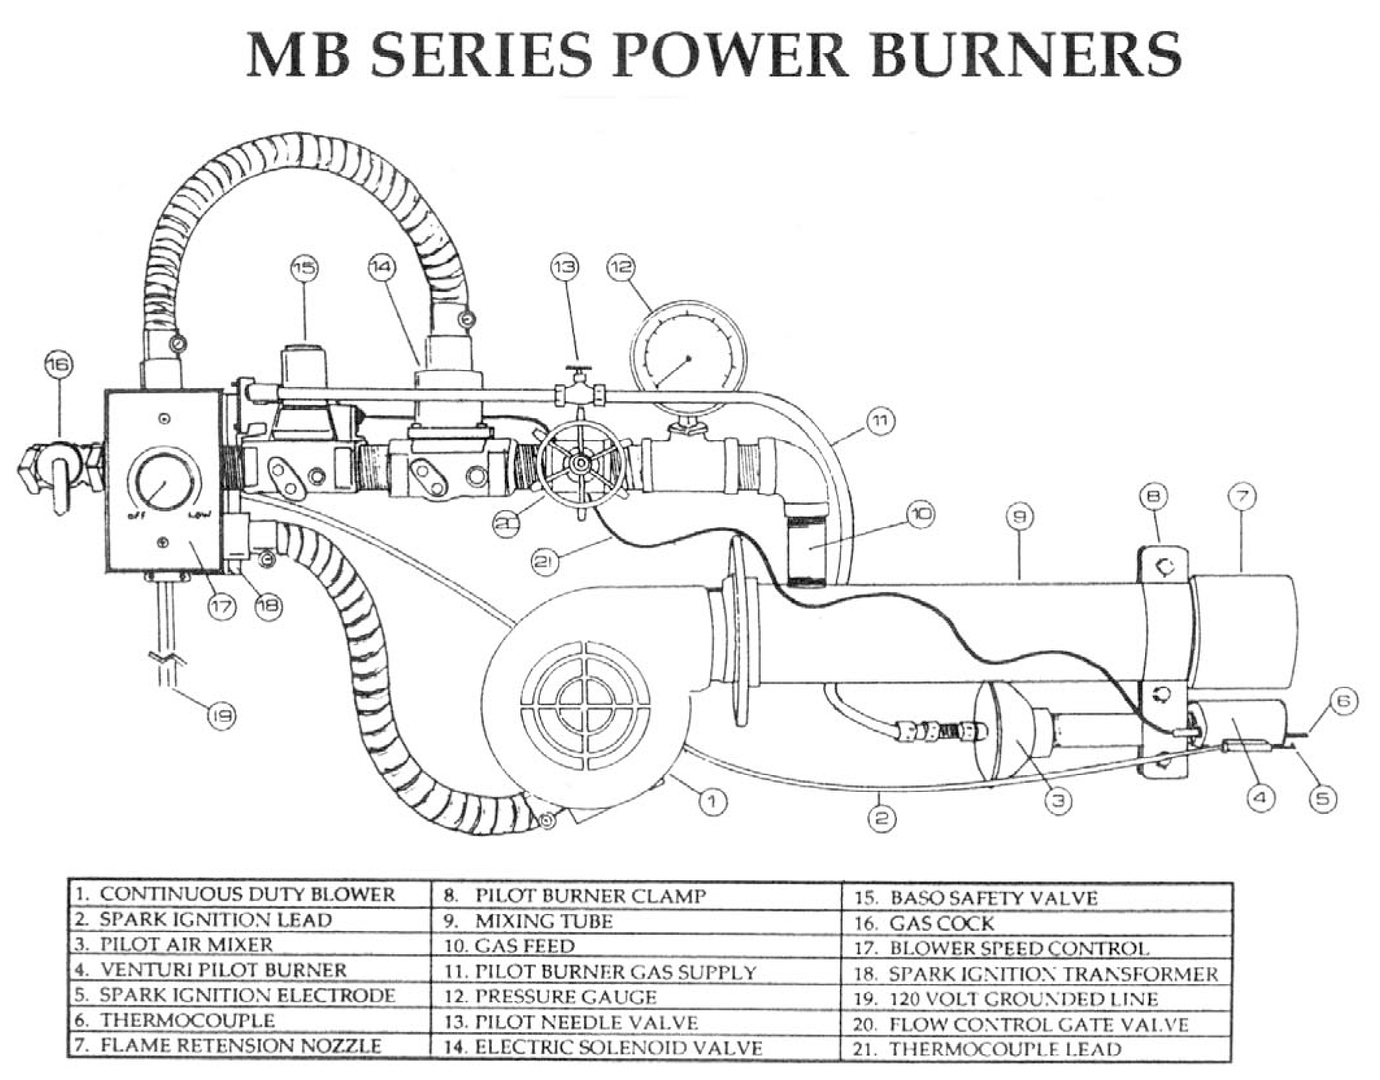 MB SERIES POWER BURNERS
15
14
13
12
16
11
OFF LOW
20
10
9
8
7
21
17
18
19
6
1
2
3
4
5
1. CONTINUOUS DUTY BLOWER
2. SPARK IGNITION LEAD
3. PILOT AIR MIXER
4. VENTURI PILOT BURNER
5. SPARK IGNITION ELECTRODE
6. THERMOCOUPLE
7. FLAME RETENSION NOZZLE
8. PILOT BURNER CLAMP
9. MIXING TUBE
10. GAS FEED
11. PILOT BURNER GAS SUPPLY
12. PRESSURE GAUGE
13. PILOT NEEDLE VALVE
14. ELECTRIC SOLENOID VALVE
15. BASO SAFETY VALVE
16. GAS COCK
17. BLOWER SPEED CONTROL
18. SPARK IGNITION TRANSFORMER
19. 120 VOLT GROUNDED LINE
20. FLOW CONTROL GATE VALVE
21. THERMOCOUPLE LEAD